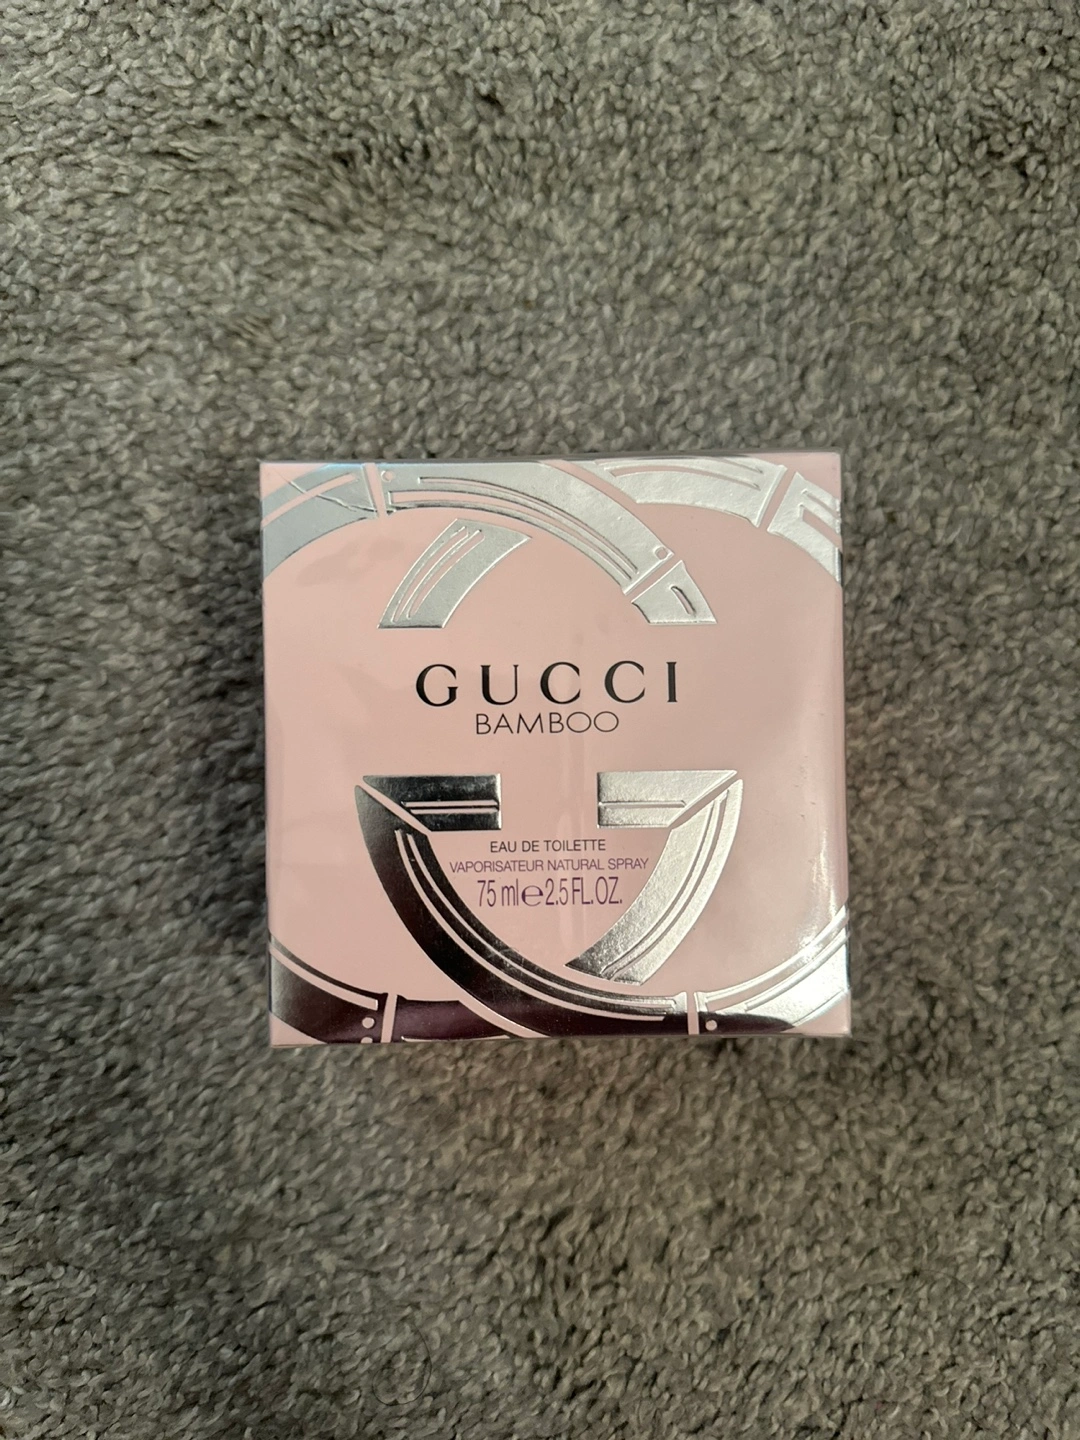 GUCCI
BAMBOO
EAU DE TOILETTE
VAPORISATEUR NATURAL SPRAY
75 ml ℮ 2.5 FL.OZ.